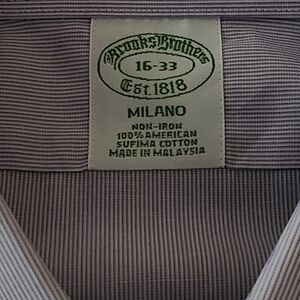 Brooks Brothers
16-33
Est. 1818
MILANO
NON-IRON
100% AMERICAN
SUPIMA COTTON
MADE IN MALAYSIA